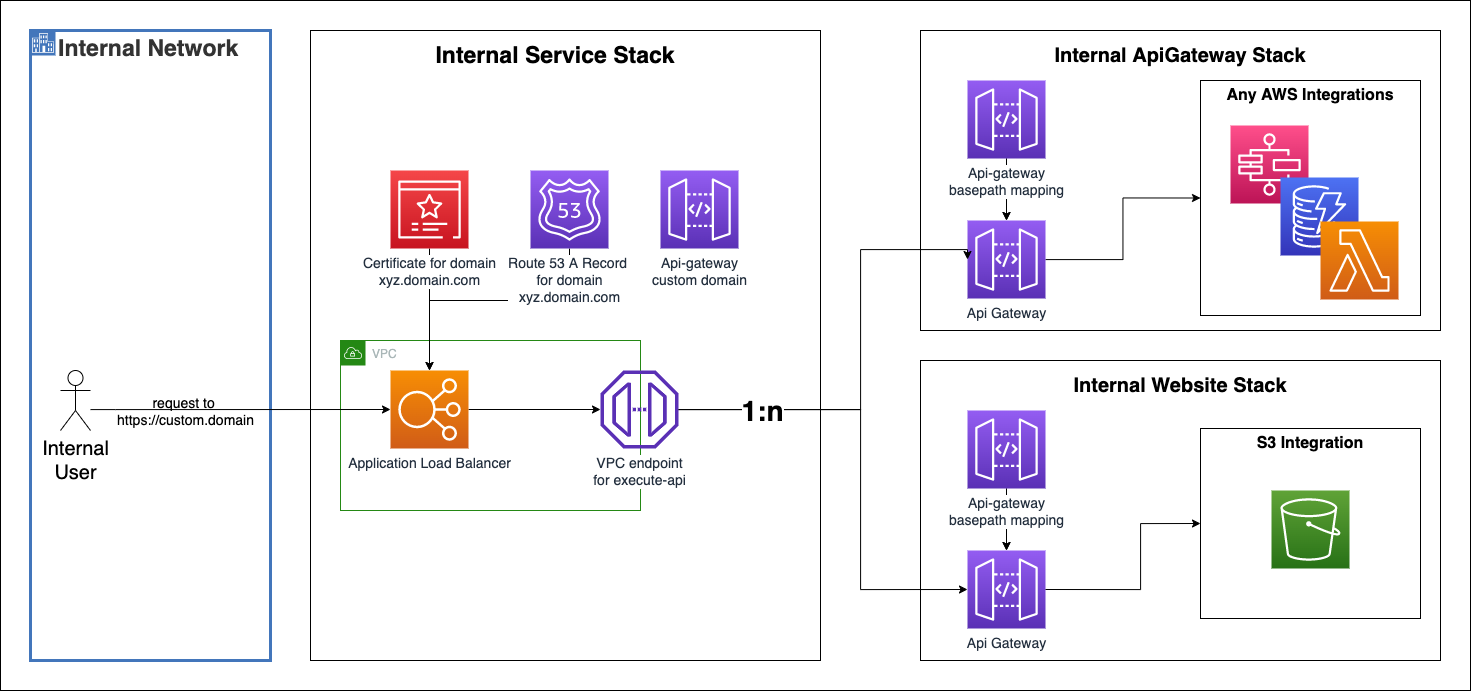 Internal Network
request to
https://custom.domain
Internal
User
Internal Service Stack
Certificate for domain
xyz.domain.com
Route 53 A Record
for domain
xyz.domain.com
Api-gateway
custom domain
53
VPC
Application Load Balancer
VPC endpoint
for execute-api
1:n
Internal ApiGateway Stack
</>
Api-gateway
basepath mapping
</>
Api Gateway
Any AWS Integrations
Internal Website Stack
</>
Api-gateway
basepath mapping
</>
Api Gateway
S3 Integration